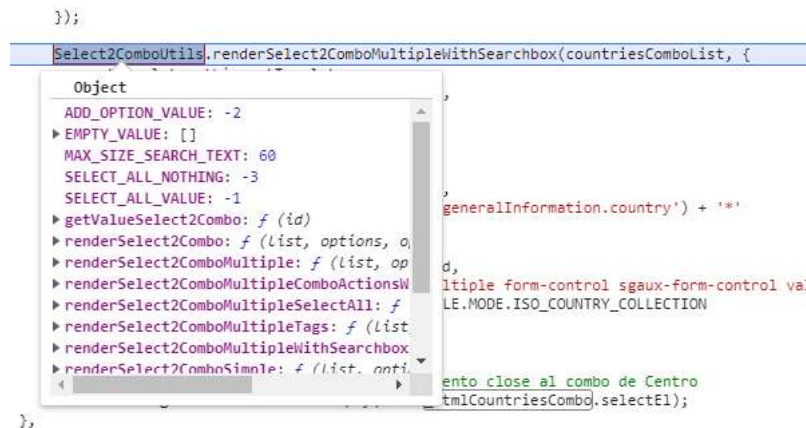 });
Select2ComboUtils.renderSelect2ComboMultipleWithSearchbox(countriesComboList, {
Object
ADD_OPTION_VALUE: -2
EMPTY_VALUE: []
MAX_SIZE_SEARCH_TEXT: 60
SELECT_ALL_NOTHING: -3
SELECT_ALL_VALUE: -1
getValueSelect2Combo: ƒ (id)
renderSelect2Combo: ƒ (list, options, o
renderSelect2ComboMultiple: ƒ (list, op
renderSelect2ComboMultipleComboActionsW
renderSelect2ComboMultipleSelectAll: ƒ
renderSelect2ComboMultipleTags: ƒ (list
renderSelect2ComboMultipleWithSearchbox
renderSelect2ComboSimple: ƒ (list, opti
,
,
generalInformation.country') + '*'
d,
ltiple form-control sgaux-form-control val
LE.MODE.ISO_COUNTRY_COLLECTION
ento close al combo de Centro
tmlCountriesCombo.selectEl);
},